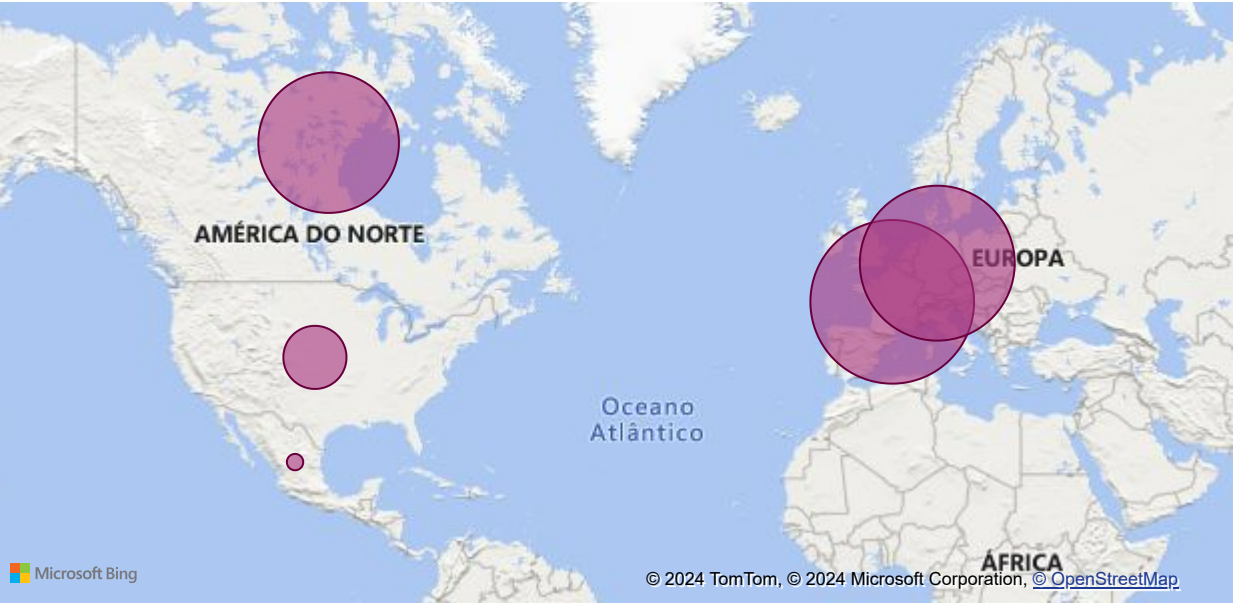 AMÉRICA DO NORTE
EUROPA
Oceano
Atlântico
ÁFRICA
Microsoft Bing
© 2024 TomTom, © 2024 Microsoft Corporation, © OpenStreetMap